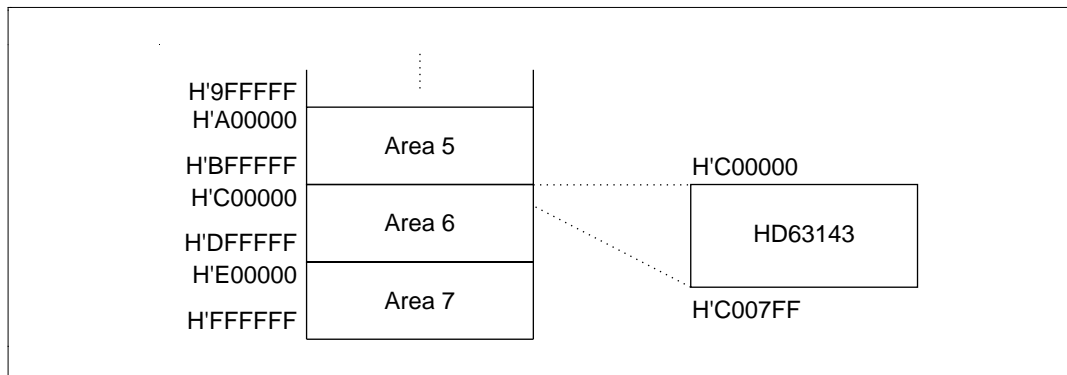 H'9FFFFF
H'A00000
Area 5
H'BFFFFF
H'C00000
Area 6
H'DFFFFF
H'E00000
Area 7
H'FFFFFF
H'C00000
HD63143
H'C007FF